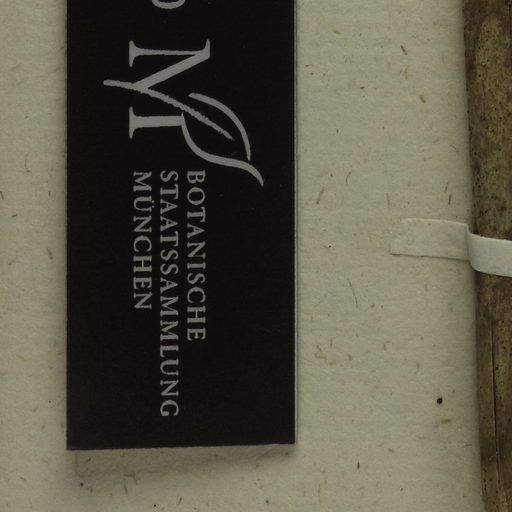 M
BOTANISCHE
STAATSSAMMLUNG
MÜNCHEN